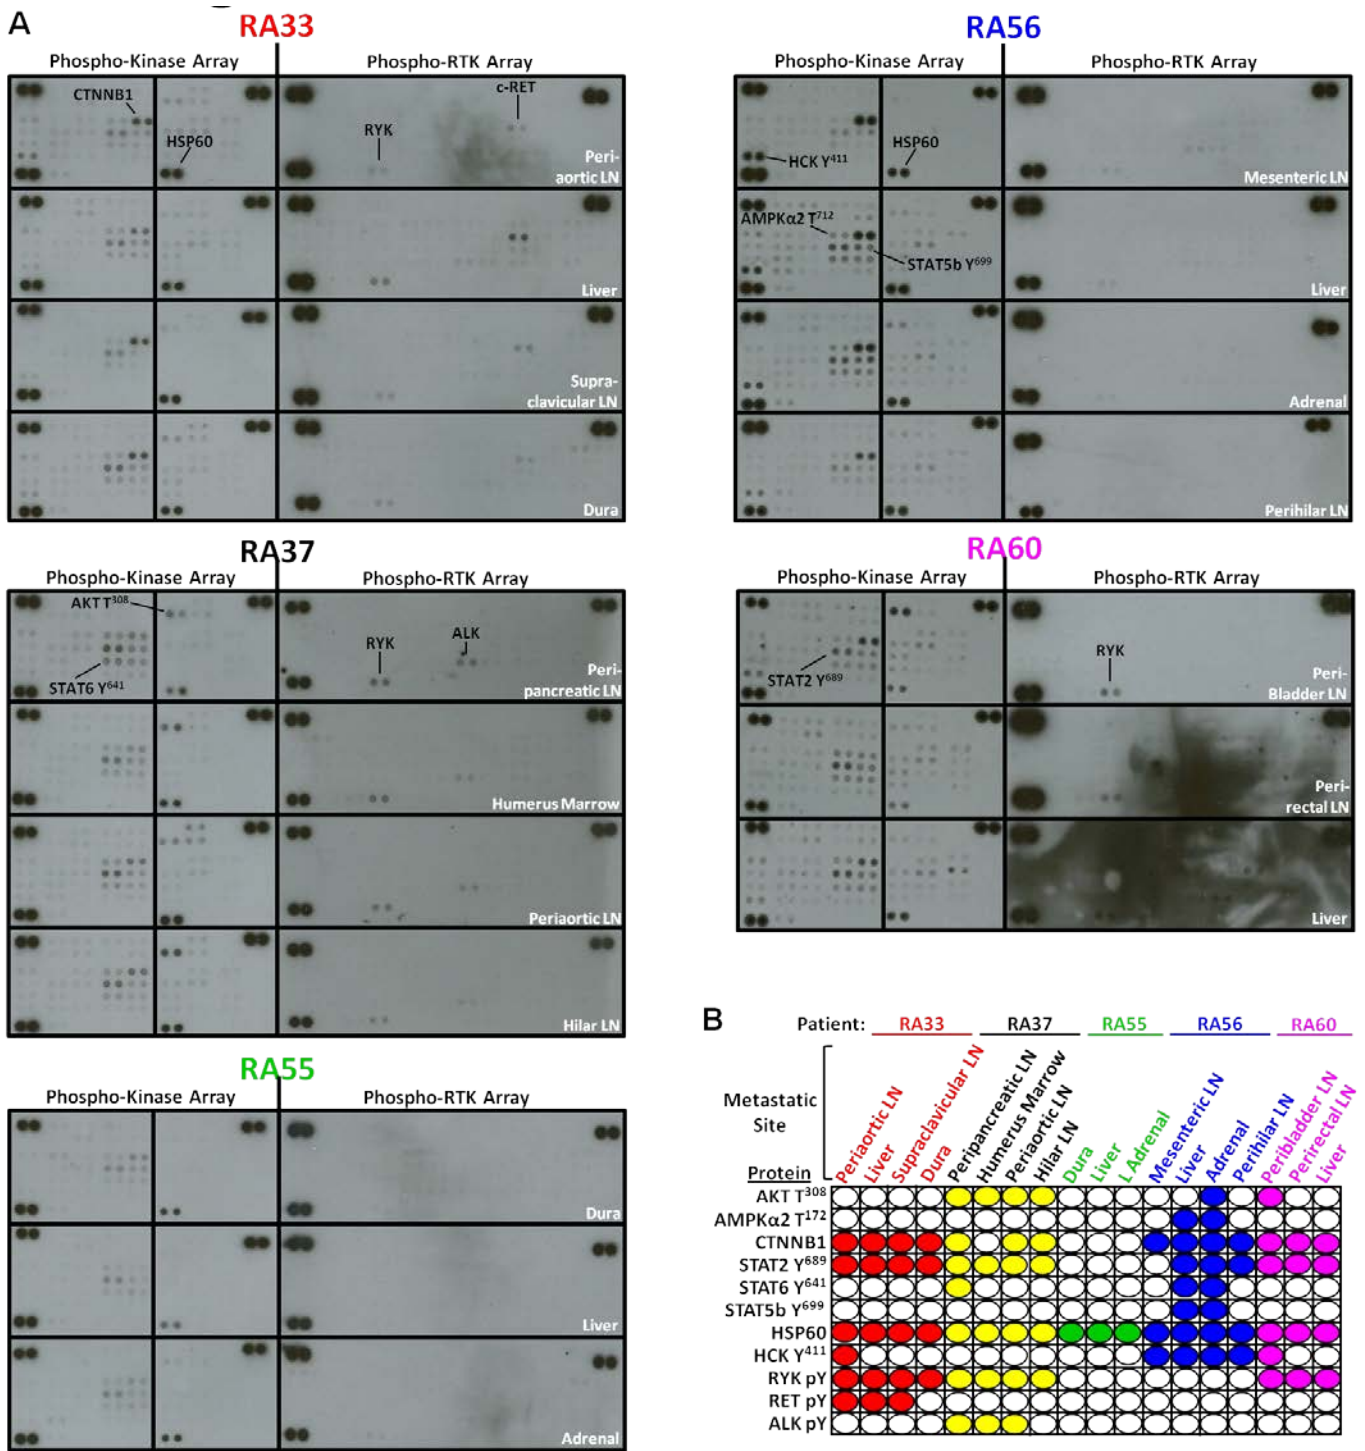 A
RA33
Phospho-Kinase Array
Phospho-RTK Array
CTNNB1
HSP60
RYK
c-RET
Peri-
aortic LN
Liver
Supra-
clavicular LN
Dura
RA56
Phospho-Kinase Array
Phospho-RTK Array
HCK Y411
HSP60
Mesenteric LN
AMPKα2 T712
STAT5b Y699
Liver
Adrenal
Perihilar LN
RA37
Phospho-Kinase Array
Phospho-RTK Array
AKT T308
STAT6 Y641
RYK
ALK
Peri-
pancreatic LN
Humerus Marrow
Periaortic LN
Hilar LN
RA60
Phospho-Kinase Array
Phospho-RTK Array
STAT2 Y689
RYK
Peri-
Bladder LN
Peri-
rectal LN
Liver
RA55
Phospho-Kinase Array
Phospho-RTK Array
Dura
Liver
Adrenal
B
Patient: RA33 RA37 RA55 RA56 RA60
Metastatic
Site
Periaortic LN
Liver
Supraclavicular LN
Dura
Peripancreatic LN
Humerus Marrow
Periaortic LN
Hilar LN
Dura
Liver
L Adrenal
Mesenteric LN
Liver
Adrenal
Perihilar LN
Peribladder LN
Perirectal LN
Liver
Protein
AKT T308
AMPKα2 T172
CTNNB1
STAT2 Y689
STAT6 Y641
STAT5b Y699
HSP60
HCK Y411
RYK pY
RET pY
ALK pY